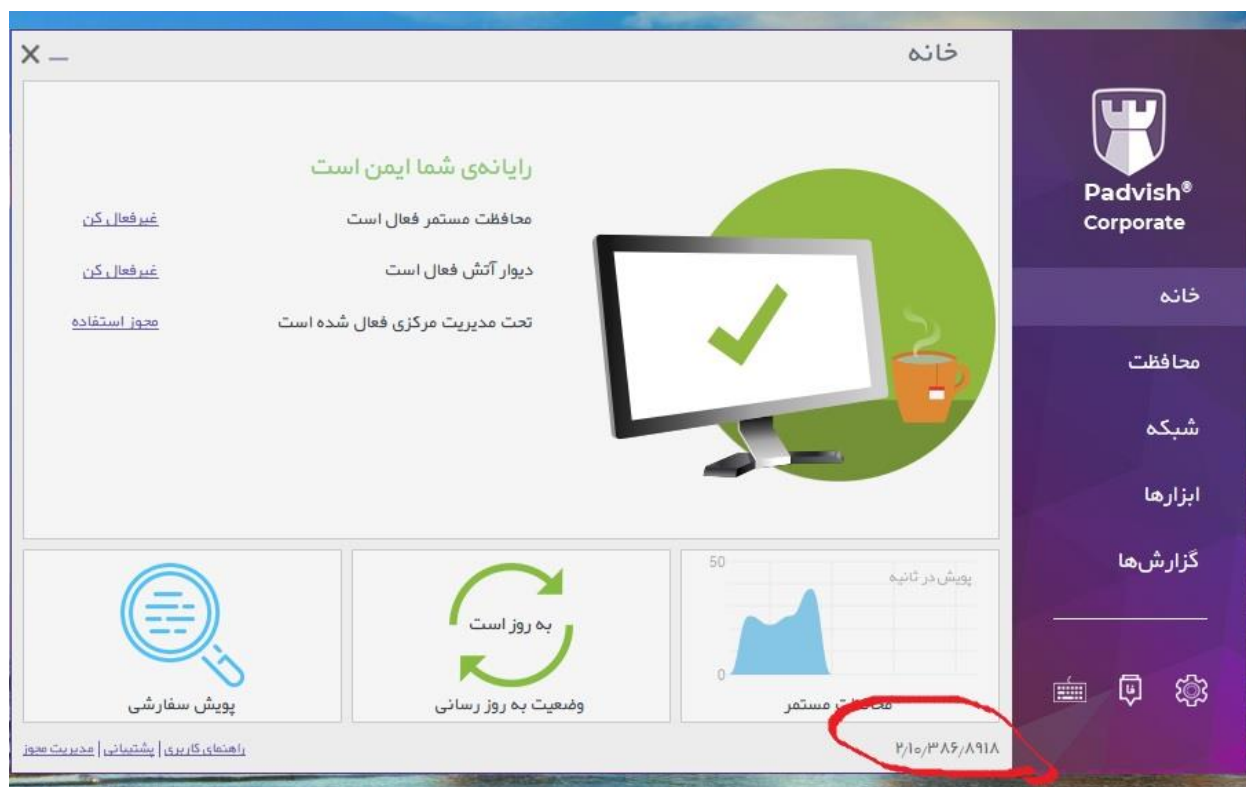 خانه
Padvish®
Corporate
خانه
محافظت
شبکه
ابزارها
گزارش‌ها
فا
رایانه‌ی شما ایمن است
محافظت مستمر فعال است
غیرفعال کن
دیوار آتش فعال است
غیرفعال کن
تحت مدیریت مرکزی فعال شده است
مجوز استفاده
50
پویش در ثانیه
0
محافظت مستمر
به روز است
وضعیت به روز رسانی
پویش سفارشی
۲٫۱۰٫۳۸۶٫۸۹۱۸
راهنمای کاربری | پشتیبانی | مدیریت مجوز